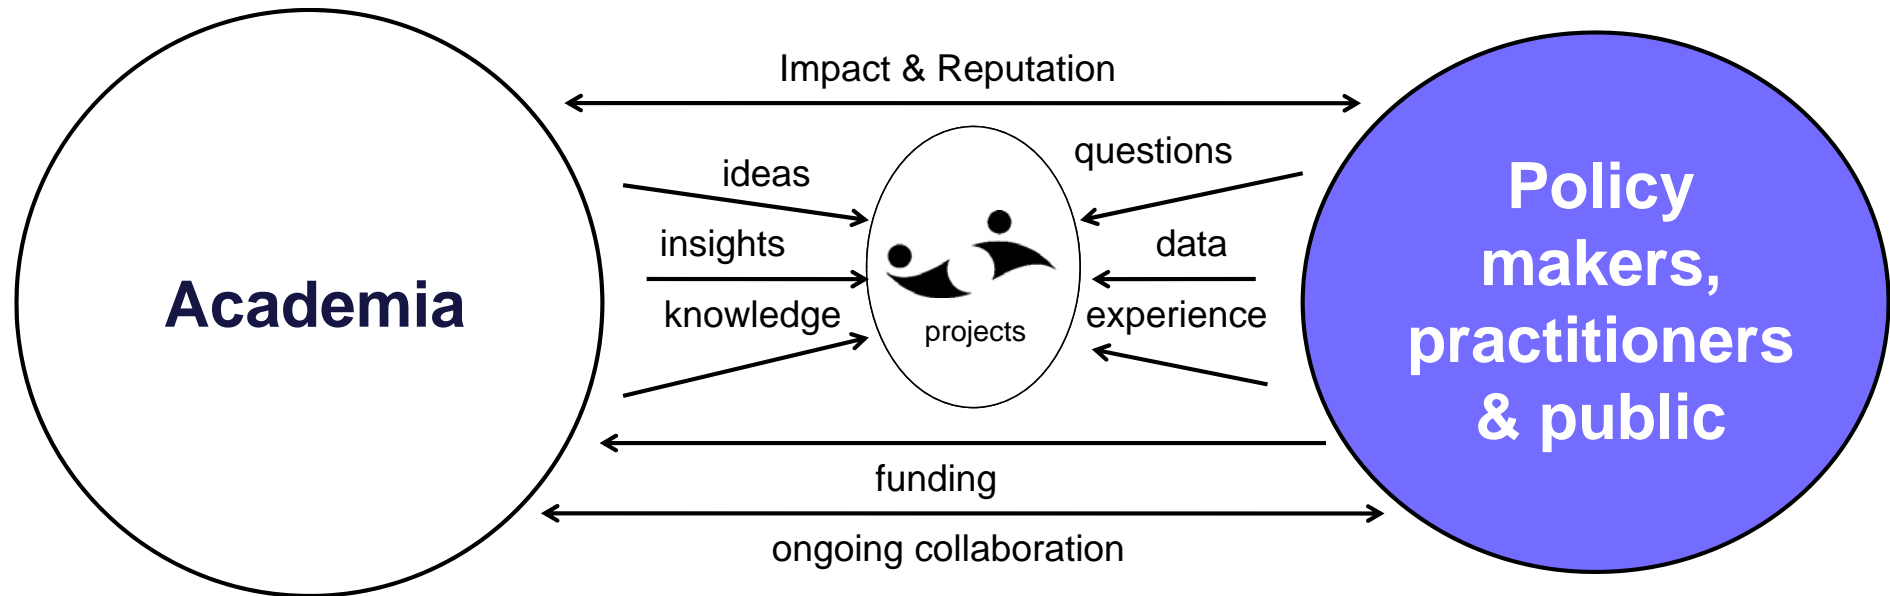 Impact & Reputation
ideas
questions
insights
data
knowledge
experience
projects
Academia
Policy
makers,
practitioners
& public
funding
ongoing collaboration